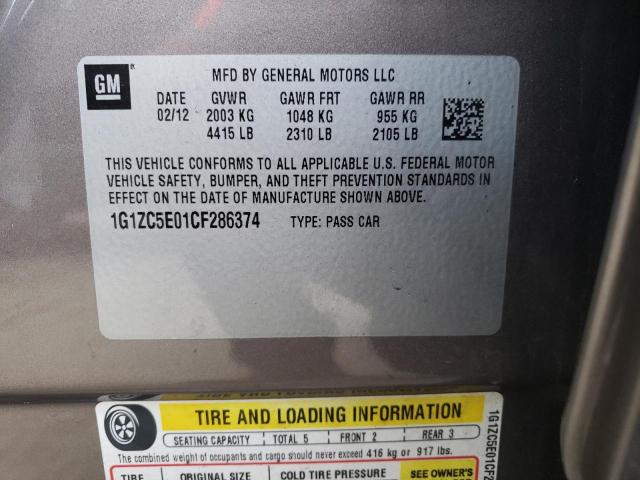 GM
MFD BY GENERAL MOTORS LLC
DATE GVWR GAWR FRT GAWR RR
02/12 2003 KG 1048 KG 955 KG
4415 LB 2310 LB 2105 LB
THIS VEHICLE CONFORMS TO ALL APPLICABLE U.S. FEDERAL MOTOR
VEHICLE SAFETY, BUMPER, AND THEFT PREVENTION STANDARDS IN
EFFECT ON THE DATE OF MANUFACTURE SHOWN ABOVE.
1G1ZC5E01CF286374 TYPE: PASS CAR
TIRE AND LOADING INFORMATION
SEATING CAPACITY TOTAL 5 FRONT 2 REAR 3
The combined weight of occupants and cargo should never exceed 416 kg or 917 lbs.
TIRE ORIGINAL SIZE COLD TIRE PRESSURE SEE OWNER'S
1G1ZC5E01CF2